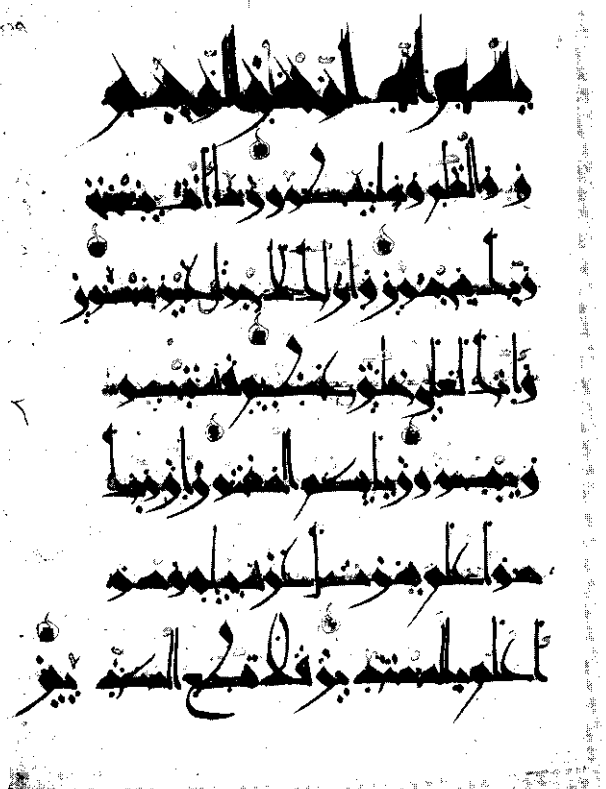 بسم الله الرحمن الرحيم
ن والقلم وما يسطرون ما انت بنعمة
ربك بمجنون وان لك لاجرا غير ممنون
وانك لعلى خلق عظيم فستبصر
ويبصرون باييكم المفتون ان ربك
هو اعلم بمن ضل عن سبيله وهو
اعلم بالمهتدين فلا تطع المكذبين